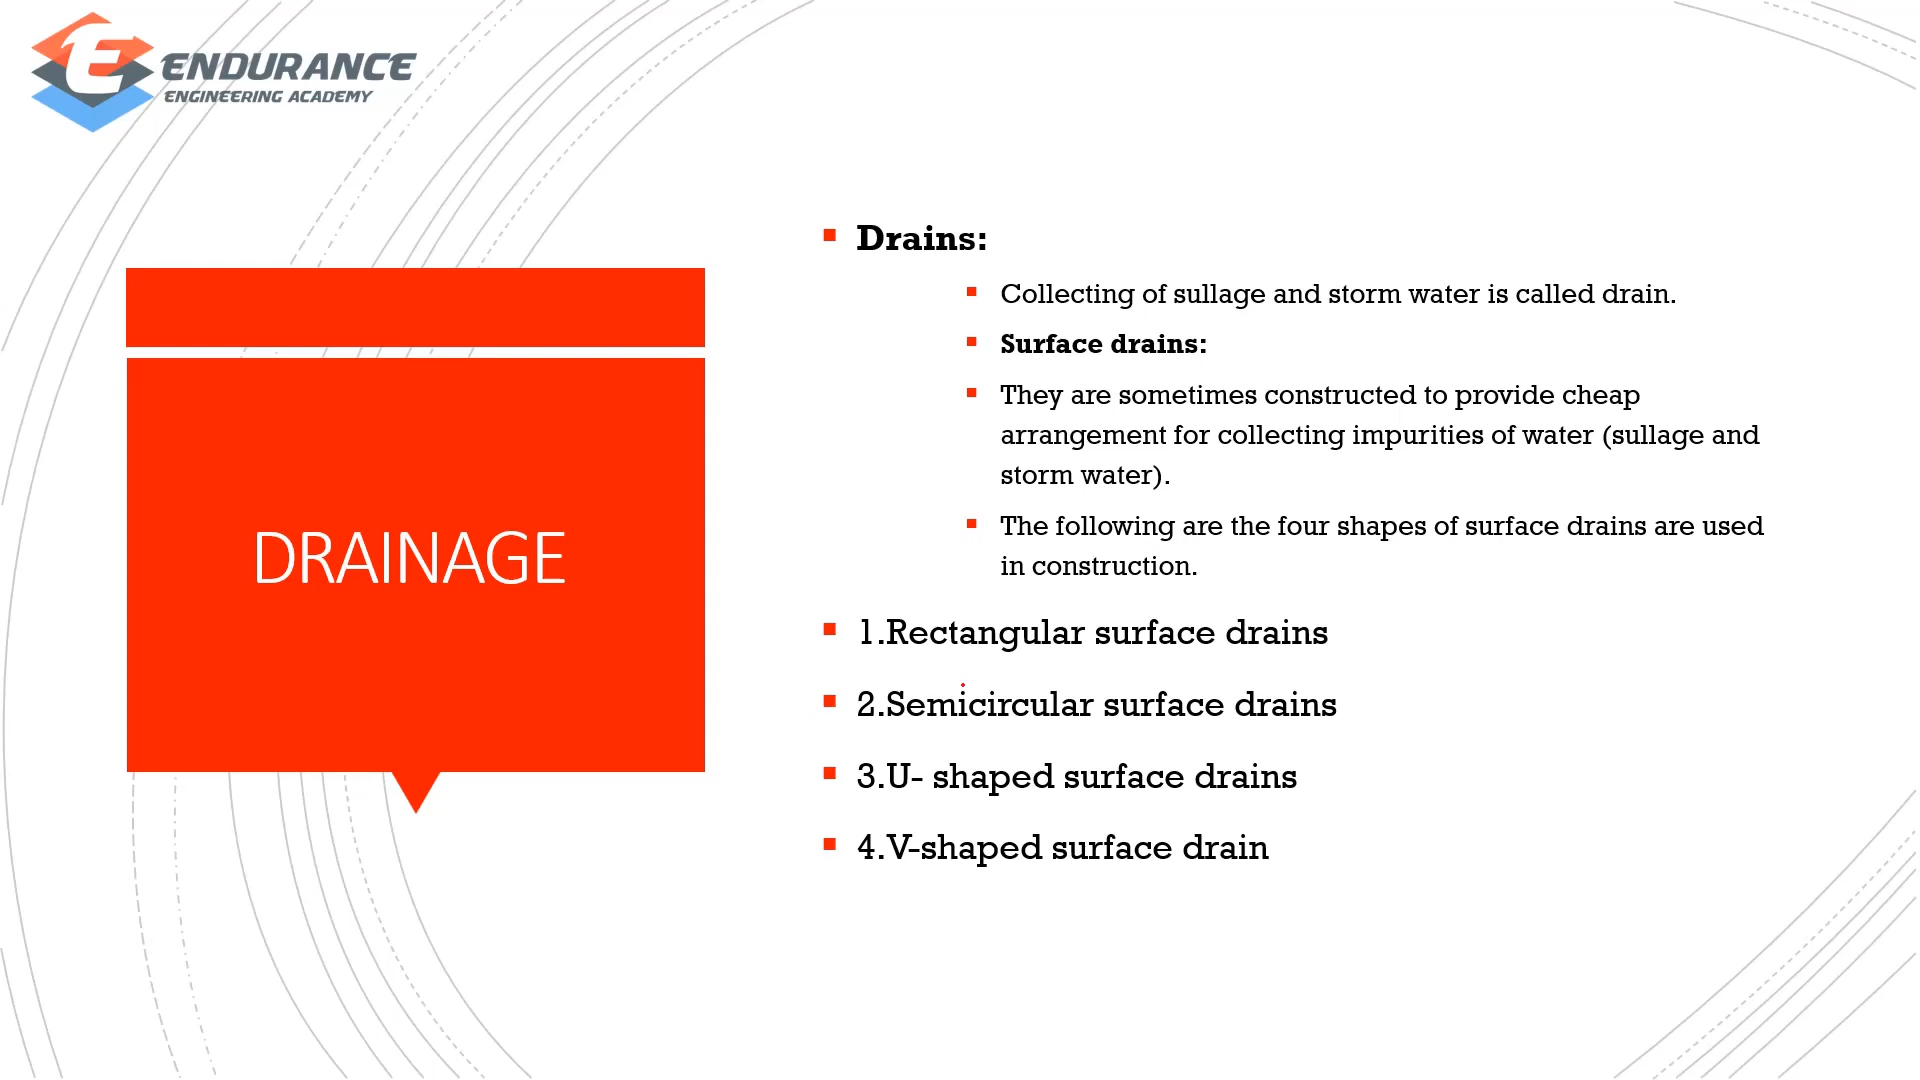 ENDURANCE
ENGINEERING ACADEMY
DRAINAGE
Drains:
Collecting of sullage and storm water is called drain.
Surface drains:
They are sometimes constructed to provide cheap
arrangement for collecting impurities of water (sullage and
storm water).
The following are the four shapes of surface drains are used
in construction.
1.Rectangular surface drains
2.Semicircular surface drains
3.U- shaped surface drains
4.V-shaped surface drain